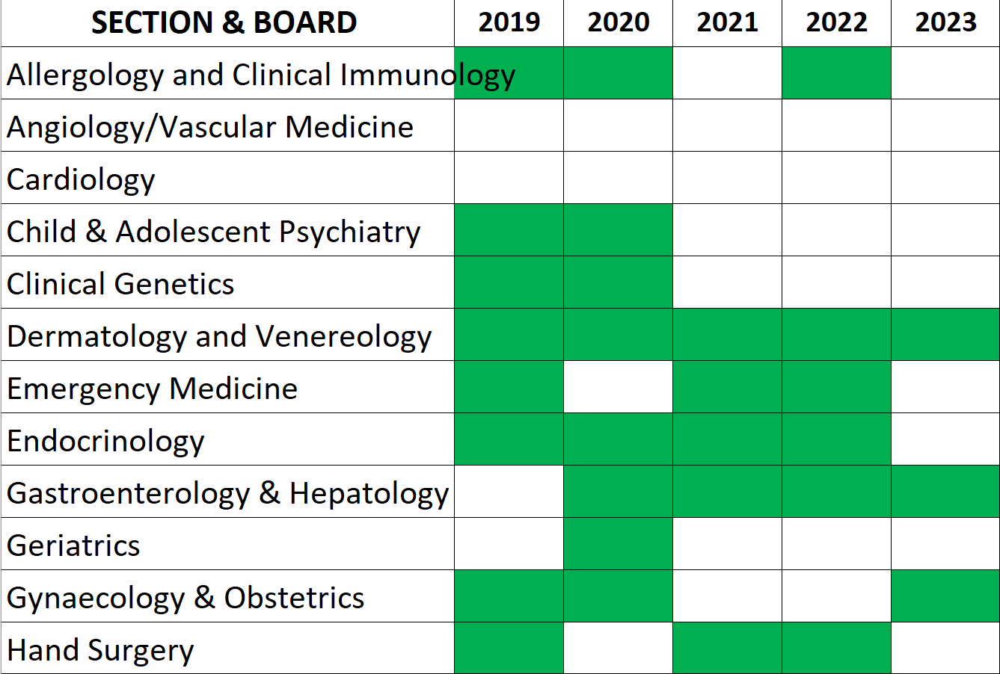 SECTION & BOARD 2019 2020 2021 2022 2023
Allergology and Clinical Immunology
Angiology/Vascular Medicine
Cardiology
Child & Adolescent Psychiatry
Clinical Genetics
Dermatology and Venereology
Emergency Medicine
Endocrinology
Gastroenterology & Hepatology
Geriatrics
Gynaecology & Obstetrics
Hand Surgery